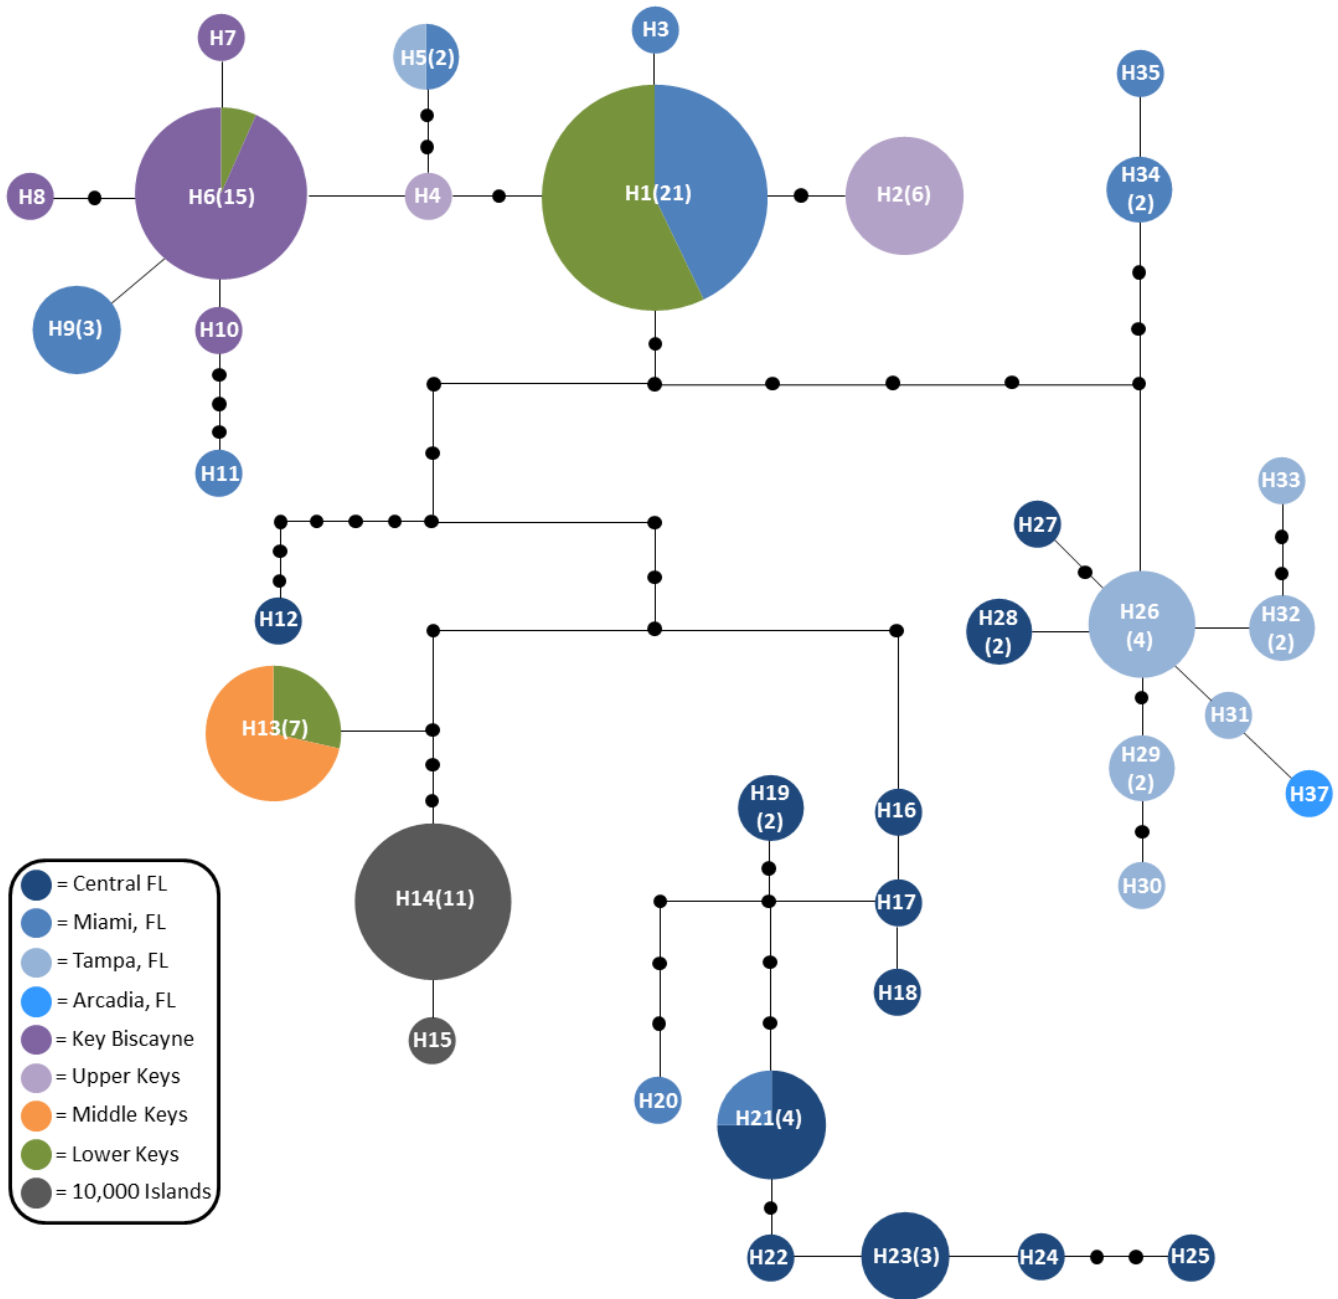 H7
H5(2)
H3
H35
H8
H6(15)
H4
H1(21)
H2(6)
H34
(2)
H9(3)
H10
H11
H33
H27
H12
H28
(2)
H26
(4)
H32
(2)
H13(7)
H31
H29
(2)
H37
H19
(2)
H16
H30
H14(11)
H17
H18
H15
H20
H21(4)
H22
H23(3)
H24
H25
= Central FL
= Miami, FL
= Tampa, FL
= Arcadia, FL
= Key Biscayne
= Upper Keys
= Middle Keys
= Lower Keys
= 10,000 Islands